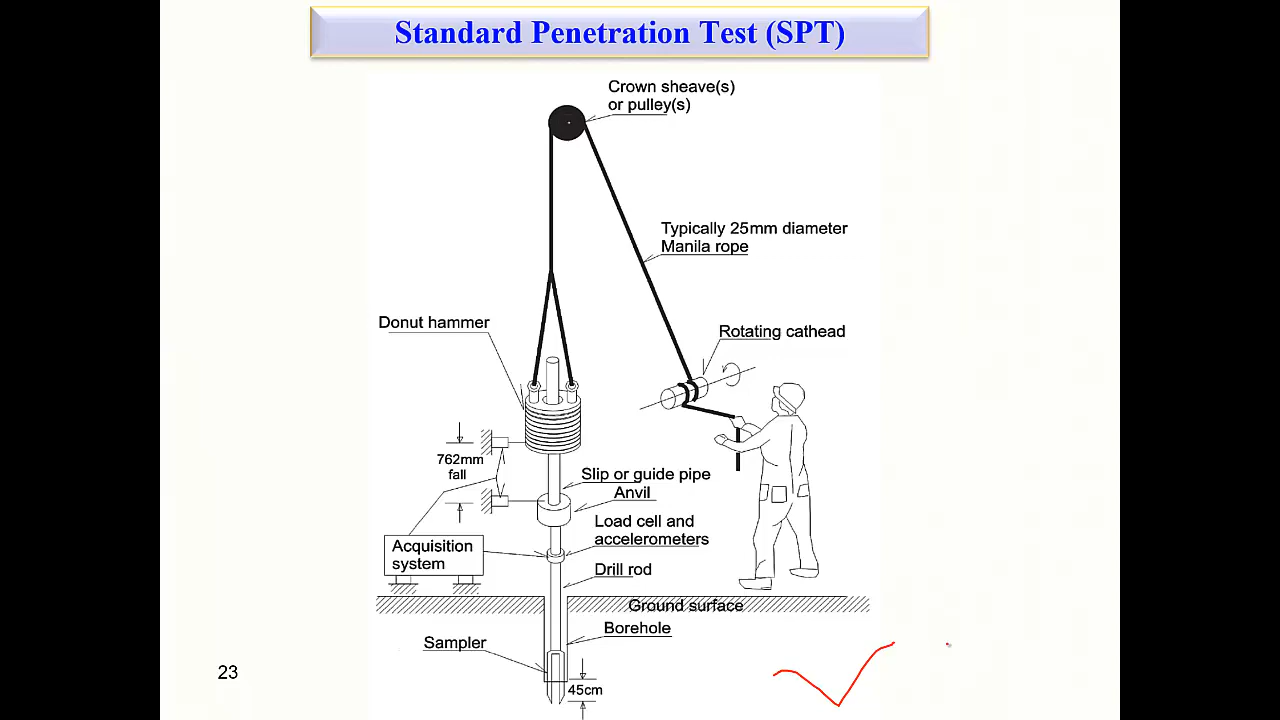 Standard Penetration Test (SPT)
Crown sheave(s)
or pulley(s)
Typically 25mm diameter
Manila rope
Donut hammer
Rotating cathead
762mm
fall
Slip or guide pipe
Anvil
Load cell and
accelerometers
Acquisition
system
Drill rod
Ground surface
Borehole
Sampler
45cm
23